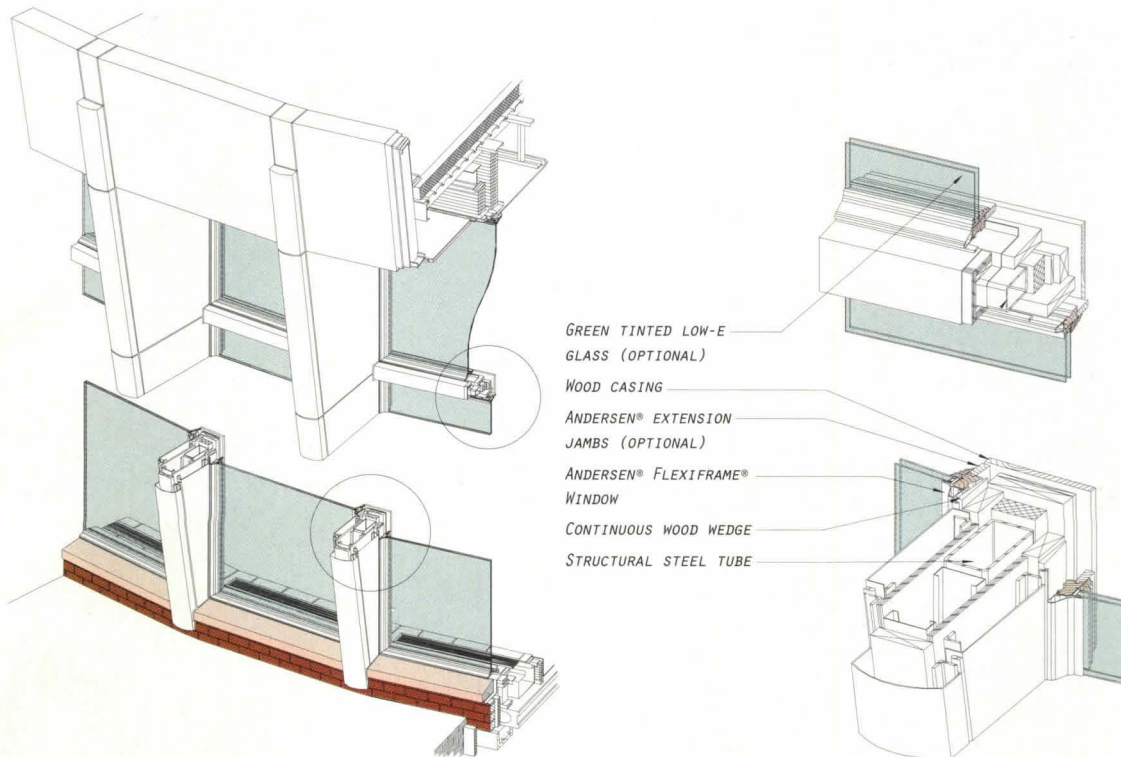 GREEN TINTED LOW-E
GLASS (OPTIONAL)
WOOD CASING
ANDERSEN® EXTENSION
JAMBS (OPTIONAL)
ANDERSEN® FLEXIFRAME®
WINDOW
CONTINUOUS WOOD WEDGE
STRUCTURAL STEEL TUBE